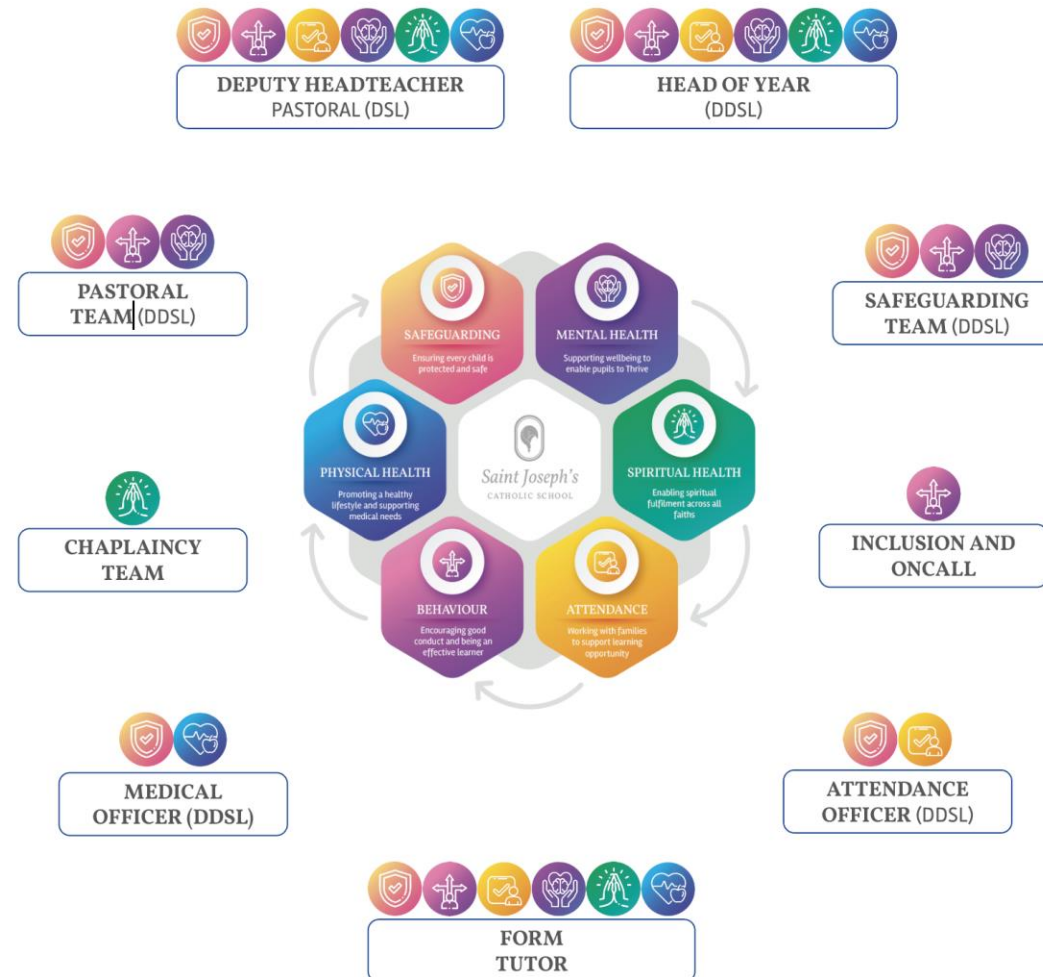 DEPUTY HEADTEACHER
PASTORAL (DSL)
HEAD OF YEAR
(DDSL)
PASTORAL
TEAM (DDSL)
SAFEGUARDING
TEAM (DDSL)
SAFEGUARDING
Ensuring every child is
protected and safe
MENTAL HEALTH
Supporting wellbeing to
enable pupils to Thrive
PHYSICAL HEALTH
Promoting a healthy
lifestyle and supporting
medical needs
Saint Joseph's
CATHOLIC SCHOOL
SPIRITUAL HEALTH
Enabling spiritual
fulfilment across all
faiths
CHAPLAINCY
TEAM
INCLUSION AND
ONCALL
BEHAVIOUR
Encouraging good
conduct and being an
effective learner
ATTENDANCE
Working with families
to support learning
opportunity
MEDICAL
OFFICER (DDSL)
ATTENDANCE
OFFICER (DDSL)
FORM
TUTOR